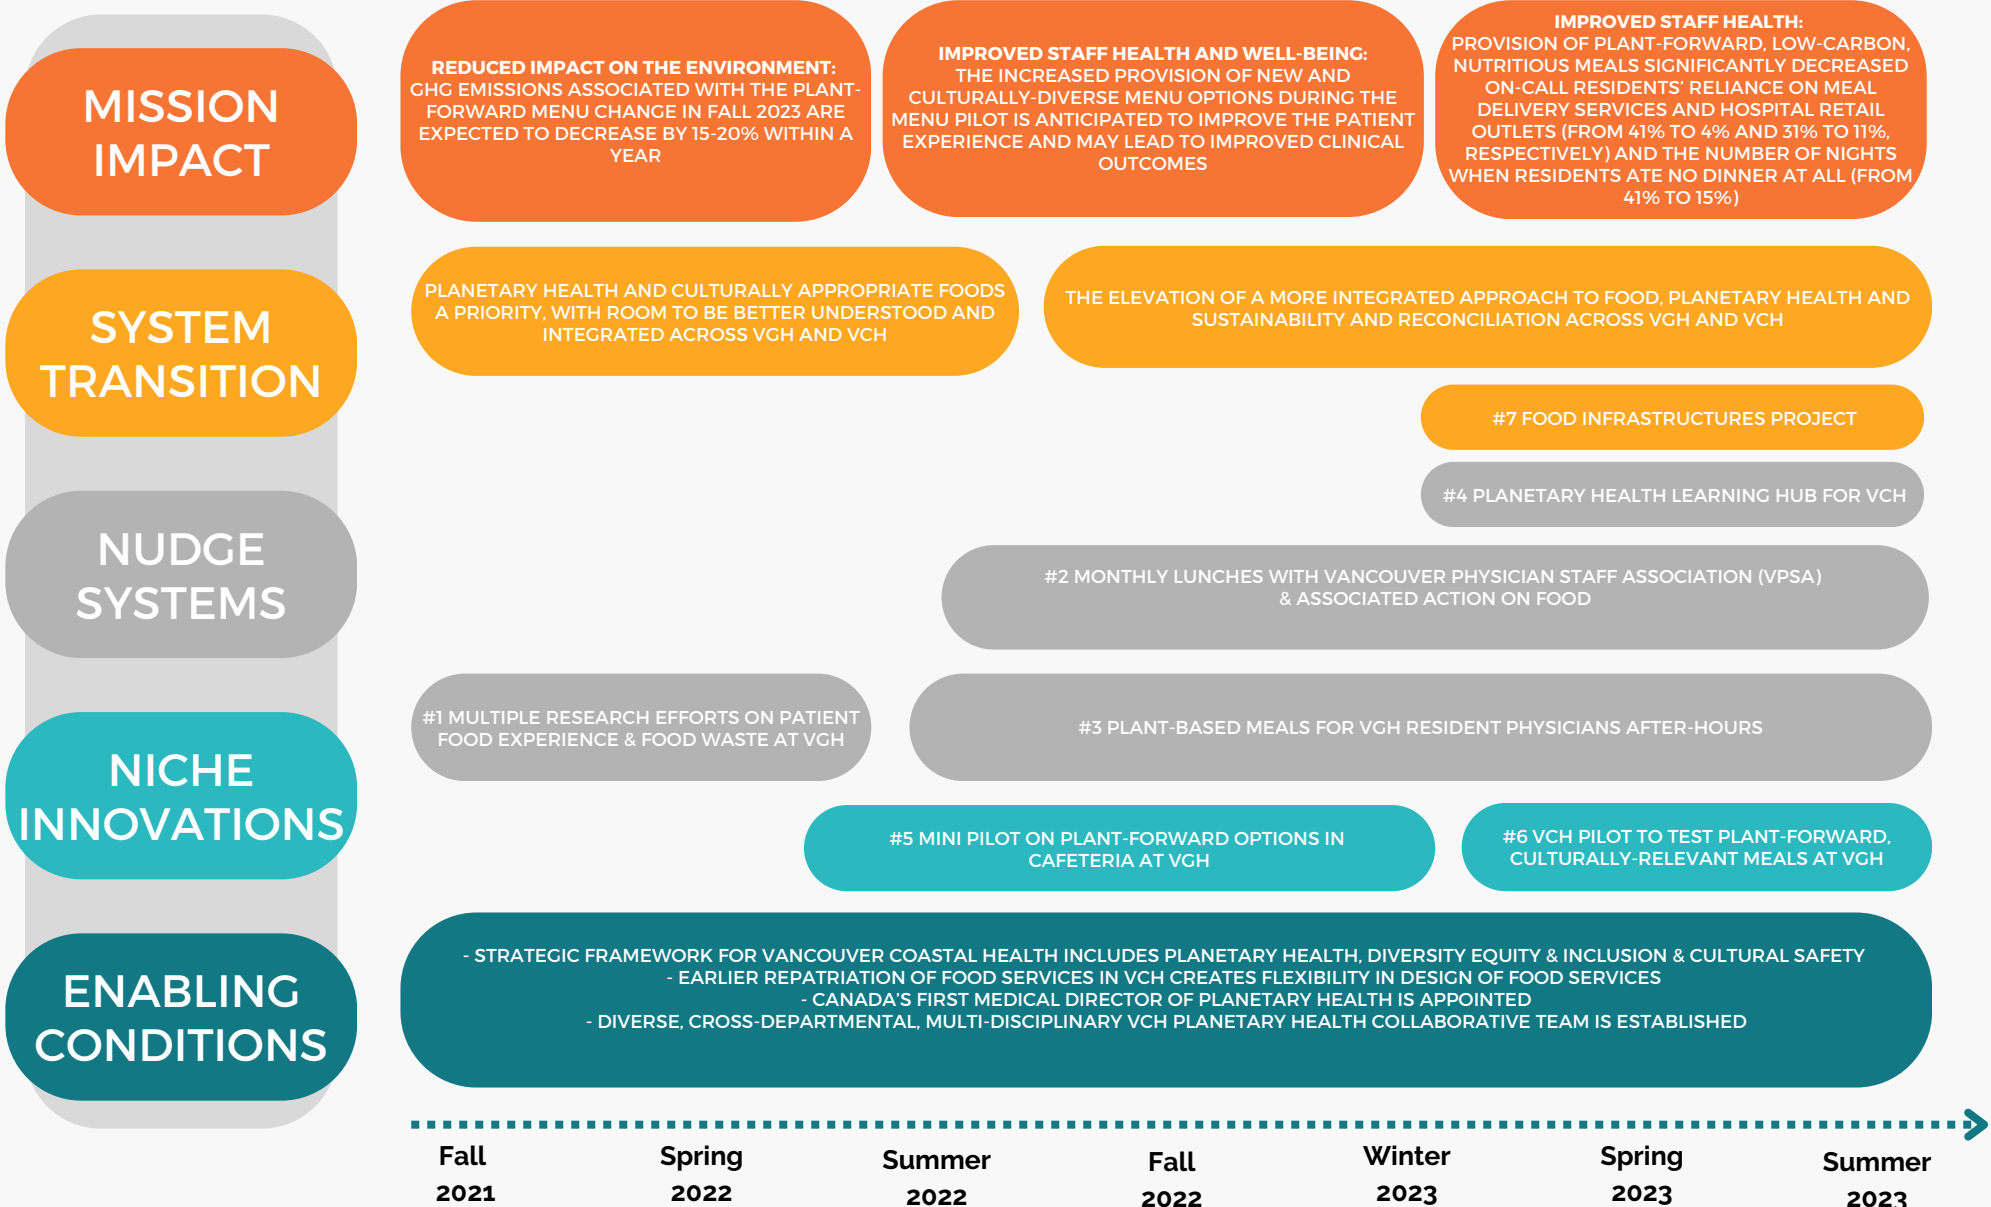 MISSION
IMPACT
REDUCED IMPACT ON THE ENVIRONMENT:
GHG EMISSIONS ASSOCIATED WITH THE PLANT-
FORWARD MENU CHANGE IN FALL 2023 ARE
EXPECTED TO DECREASE BY 15-20% WITHIN A
YEAR
IMPROVED STAFF HEALTH AND WELL-BEING:
THE INCREASED PROVISION OF NEW AND
CULTURALLY-DIVERSE MENU OPTIONS DURING THE
MENU PILOT IS ANTICIPATED TO IMPROVE THE PATIENT
EXPERIENCE AND MAY LEAD TO IMPROVED CLINICAL
OUTCOMES
IMPROVED STAFF HEALTH:
PROVISION OF PLANT-FORWARD, LOW-CARBON,
NUTRITIOUS MEALS SIGNIFICANTLY DECREASED
ON-CALL RESIDENTS' RELIANCE ON MEAL
DELIVERY SERVICES AND HOSPITAL RETAIL
OUTLETS (FROM 41% TO 4% AND 31% TO 11%,
RESPECTIVELY) AND THE NUMBER OF NIGHTS
WHEN RESIDENTS ATE NO DINNER AT ALL (FROM
41% TO 15%)
SYSTEM
TRANSITION
PLANETARY HEALTH AND CULTURALLY APPROPRIATE FOODS
A PRIORITY, WITH ROOM TO BE BETTER UNDERSTOOD AND
INTEGRATED ACROSS VGH AND VCH
THE ELEVATION OF A MORE INTEGRATED APPROACH TO FOOD, PLANETARY HEALTH AND
SUSTAINABILITY AND RECONCILIATION ACROSS VGH AND VCH
#7 FOOD INFRASTRUCTURES PROJECT
NUDGE
SYSTEMS
#4 PLANETARY HEALTH LEARNING HUB FOR VCH
#2 MONTHLY LUNCHES WITH VANCOUVER PHYSICIAN STAFF ASSOCIATION (VPSA)
& ASSOCIATED ACTION ON FOOD
#1 MULTIPLE RESEARCH EFFORTS ON PATIENT
FOOD EXPERIENCE & FOOD WASTE AT VGH
#3 PLANT-BASED MEALS FOR VGH RESIDENT PHYSICIANS AFTER-HOURS
NICHE
INNOVATIONS
#5 MINI PILOT ON PLANT-FORWARD OPTIONS IN
CAFETERIA AT VGH
#6 VCH PILOT TO TEST PLANT-FORWARD,
CULTURALLY-RELEVANT MEALS AT VGH
ENABLING
CONDITIONS
- STRATEGIC FRAMEWORK FOR VANCOUVER COASTAL HEALTH INCLUDES PLANETARY HEALTH, DIVERSITY EQUITY & INCLUSION & CULTURAL SAFETY
- EARLIER REPATRIATION OF FOOD SERVICES IN VCH CREATES FLEXIBILITY IN DESIGN OF FOOD SERVICES
- CANADA'S FIRST MEDICAL DIRECTOR OF PLANETARY HEALTH IS APPOINTED
- DIVERSE, CROSS-DEPARTMENTAL, MULTI-DISCIPLINARY VCH PLANETARY HEALTH COLLABORATIVE TEAM IS ESTABLISHED
Fall
2021
Spring
2022
Summer
2022
Fall
2022
Winter
2023
Spring
2023
Summer
2023